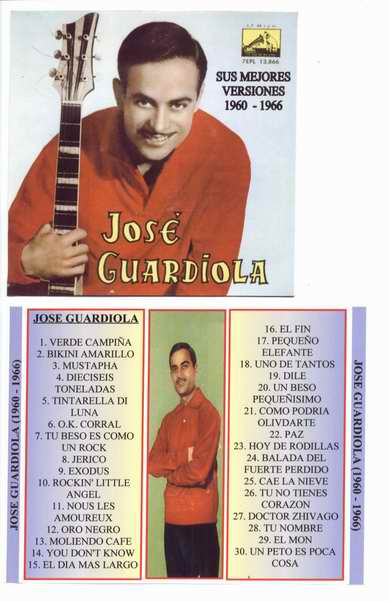 7EPL 13.866
SUS MEJORES
VERSIONES
1960 - 1966
JOSÉ
GUARDIOLA
JOSE GUARDIOLA (1960 - 1966)
JOSE GUARDIOLA
1. VERDE CAMPIÑA
2. BIKINI AMARILLO
3. MUSTAPHA
4. DIECISEIS
TONELADAS
5. TINTARELLA DI
LUNA
6. O.K. CORRAL
7. TU BESO ES COMO
UN ROCK
8. JERICO
9. EXODUS
10. ROCKIN' LITTLE
ANGEL
11. NOUS LES
AMOUREUX
12. ORO NEGRO
13. MOLIENDO CAFE
14. YOU DON'T KNOW
15. EL DIA MAS LARGO
16. EL FIN
17. PEQUEÑO
ELEFANTE
18. UNO DE TANTOS
19. DILE
20. UN BESO
PEQUEÑISIMO
21. COMO PODRIA
OLIVDARTE
22. PAZ
23. HOY DE RODILLAS
24. BALADA DEL
FUERTE PERDIDO
25. CAE LA NIEVE
26. TU NO TIENES
CORAZON
27. DOCTOR ZHIVAGO
28. TU NOMBRE
29. EL MON
30. UN PETO ES POCA
COSA
JOSE GUARDIOLA (1960 - 1966)